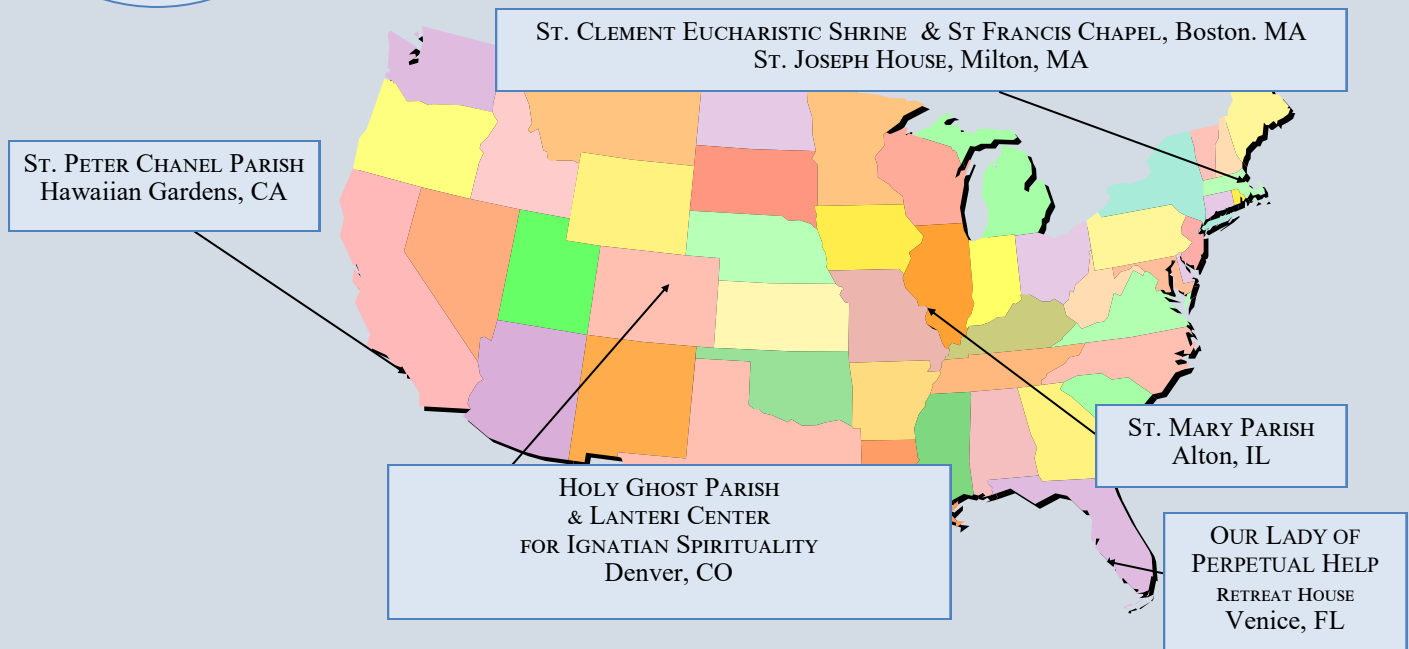 St. Clement Eucharistic Shrine & St Francis Chapel, Boston. MA
St. Joseph House, Milton, MA
St. Peter Chanel Parish
Hawaiian Gardens, CA
St. Mary Parish
Alton, IL
Holy Ghost Parish
& Lanteri Center
for Ignatian Spirituality
Denver, CO
Our Lady of
Perpetual Help
Retreat House
Venice, FL